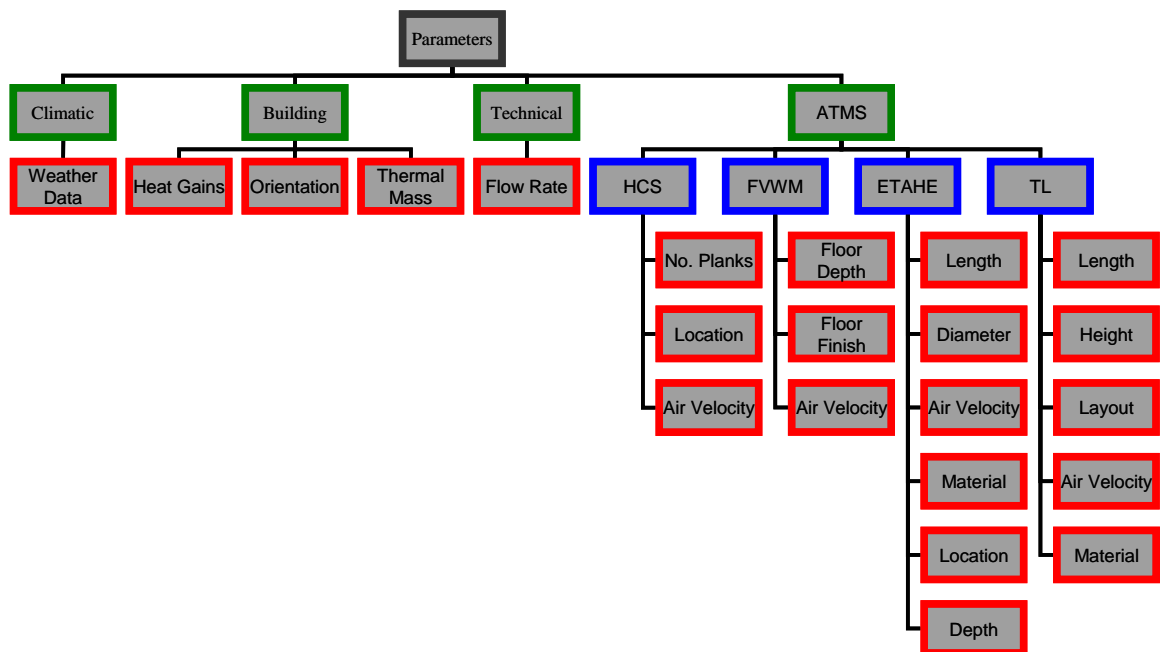 Parameters
Climatic
Building
Technical
ATMS
Weather
Data
Heat Gains
Orientation
Thermal
Mass
Flow Rate
HCS
FVWM
ETAHE
TL
No. Planks
Location
Air Velocity
Floor
Depth
Floor
Finish
Air Velocity
Length
Diameter
Air Velocity
Material
Location
Depth
Length
Height
Layout
Air Velocity
Material